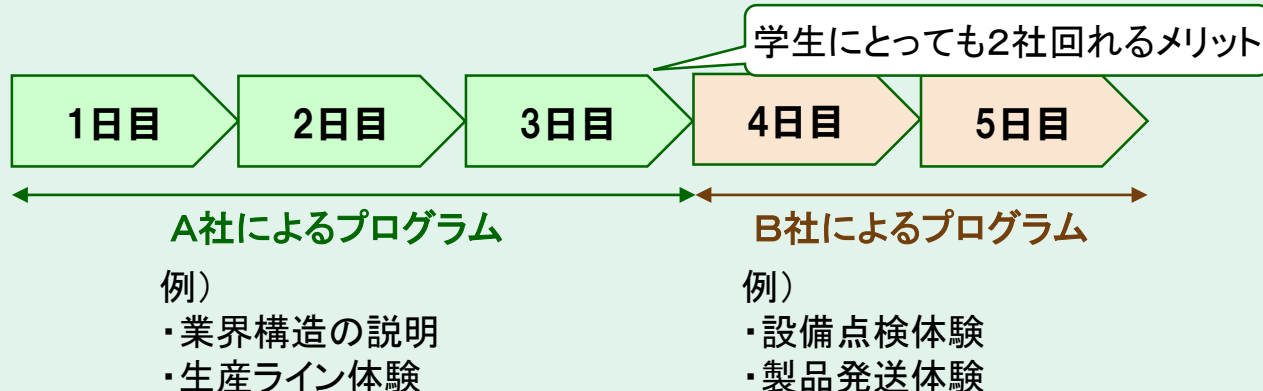 学生にとっても2社回れるメリット
1日目
2日目
3日目
4日目
5日目
A社によるプログラム
B社によるプログラム
例）
・業界構造の説明
・生産ライン体験
例）
・設備点検体験
・製品発送体験